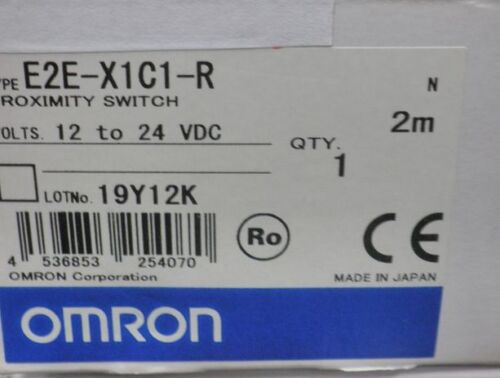 YPE E2E-X1C1-R
ROXIMITY SWITCH
N
OLTS. 12 to 24 VDC
2m
QTY.
1
LOTNo. 19Y12K
Ro
CE
4 536853 254070
OMRON Corporation
MADE IN JAPAN
OMRON